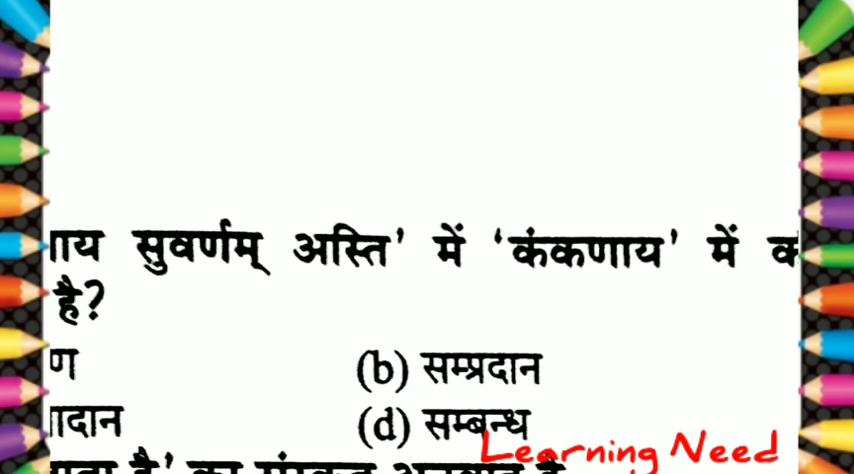 सुवर्णम् अस्ति' में 'कंकणाय' में
है?
(b) सम्प्रदान
(d) सम्बन्ध
Learning Need